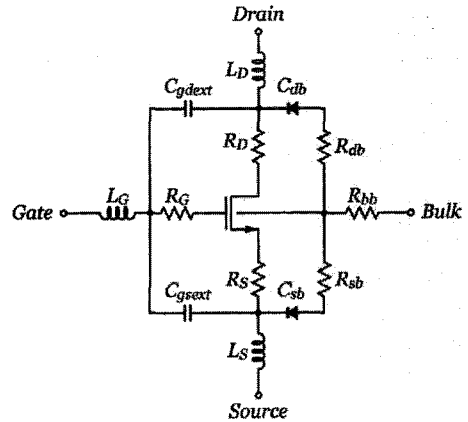 Drain
L_D
C_gdext
C_db
R_D
R_db
L_G
R_G
R_bb
Gate
Bulk
R_S
C_sb
R_sb
C_gsext
L_S
Source